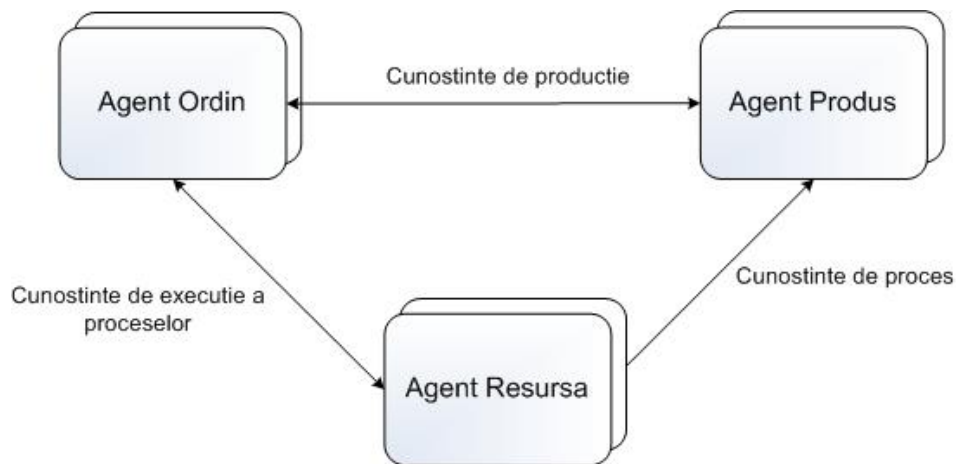 Agent Ordin
Cunostinte de productie
Agent Produs
Cunostinte de executie a
proceselor
Cunostinte de proces
Agent Resursa